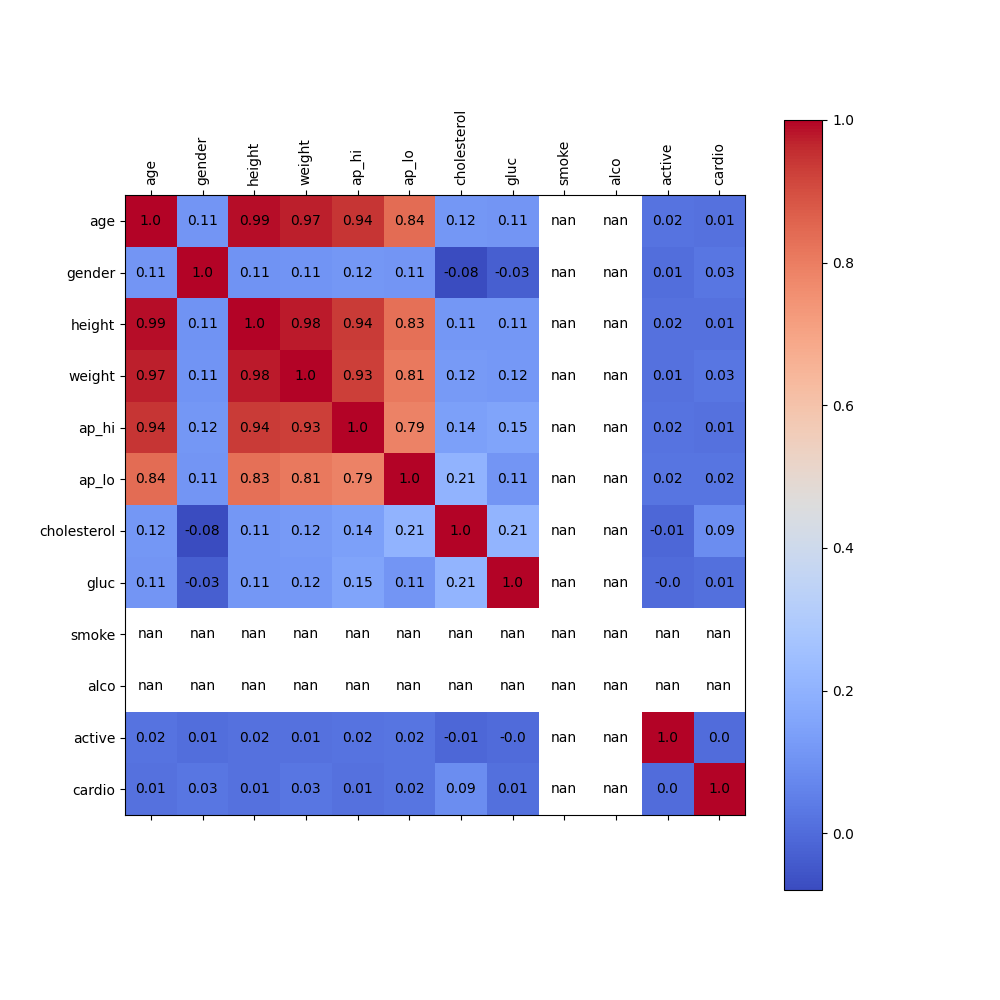 age gender height weight ap_hi ap_lo cholesterol gluc smoke alco active cardio
age 1.0 0.11 0.99 0.97 0.94 0.84 0.12 0.11 nan nan 0.02 0.01
gender 0.11 1.0 0.11 0.11 0.12 0.11 -0.08 -0.03 nan nan 0.01 0.03
height 0.99 0.11 1.0 0.98 0.94 0.83 0.11 0.11 nan nan 0.02 0.01
weight 0.97 0.11 0.98 1.0 0.93 0.81 0.12 0.12 nan nan 0.01 0.03
ap_hi 0.94 0.12 0.94 0.93 1.0 0.79 0.14 0.15 nan nan 0.02 0.01
ap_lo 0.84 0.11 0.83 0.81 0.79 1.0 0.21 0.11 nan nan 0.02 0.02
cholesterol 0.12 -0.08 0.11 0.12 0.14 0.21 1.0 0.21 nan nan -0.01 0.09
gluc 0.11 -0.03 0.11 0.12 0.15 0.11 0.21 1.0 nan nan -0.0 0.01
smoke nan nan nan nan nan nan nan nan nan nan nan nan
alco nan nan nan nan nan nan nan nan nan nan nan nan
active 0.02 0.01 0.02 0.01 0.02 0.02 -0.01 -0.0 nan nan 1.0 0.0
cardio 0.01 0.03 0.01 0.03 0.01 0.02 0.09 0.01 nan nan 0.0 1.0
1.0
0.8
0.6
0.4
0.2
0.0